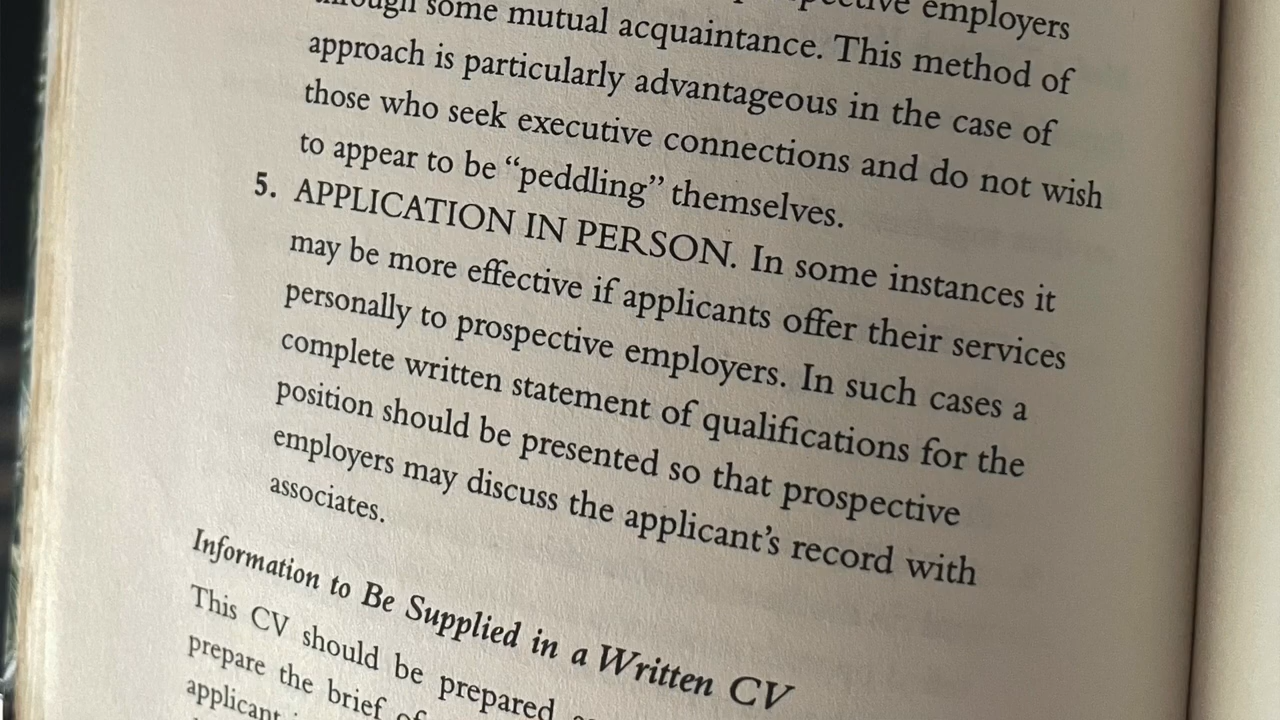 some mutual acquaintance. This method of
approach is particularly advantageous in the case of
those who seek executive connections and do not wish
to appear to be “peddling” themselves.
5. APPLICATION IN PERSON. In some instances it
may be more effective if applicants offer their services
personally to prospective employers. In such cases a
complete written statement of qualifications for the
position should be presented so that prospective
employers may discuss the applicant’s record with
associates.
Information to Be Supplied in a Written CV
This CV should be prepared
prepare the brief of
applicant